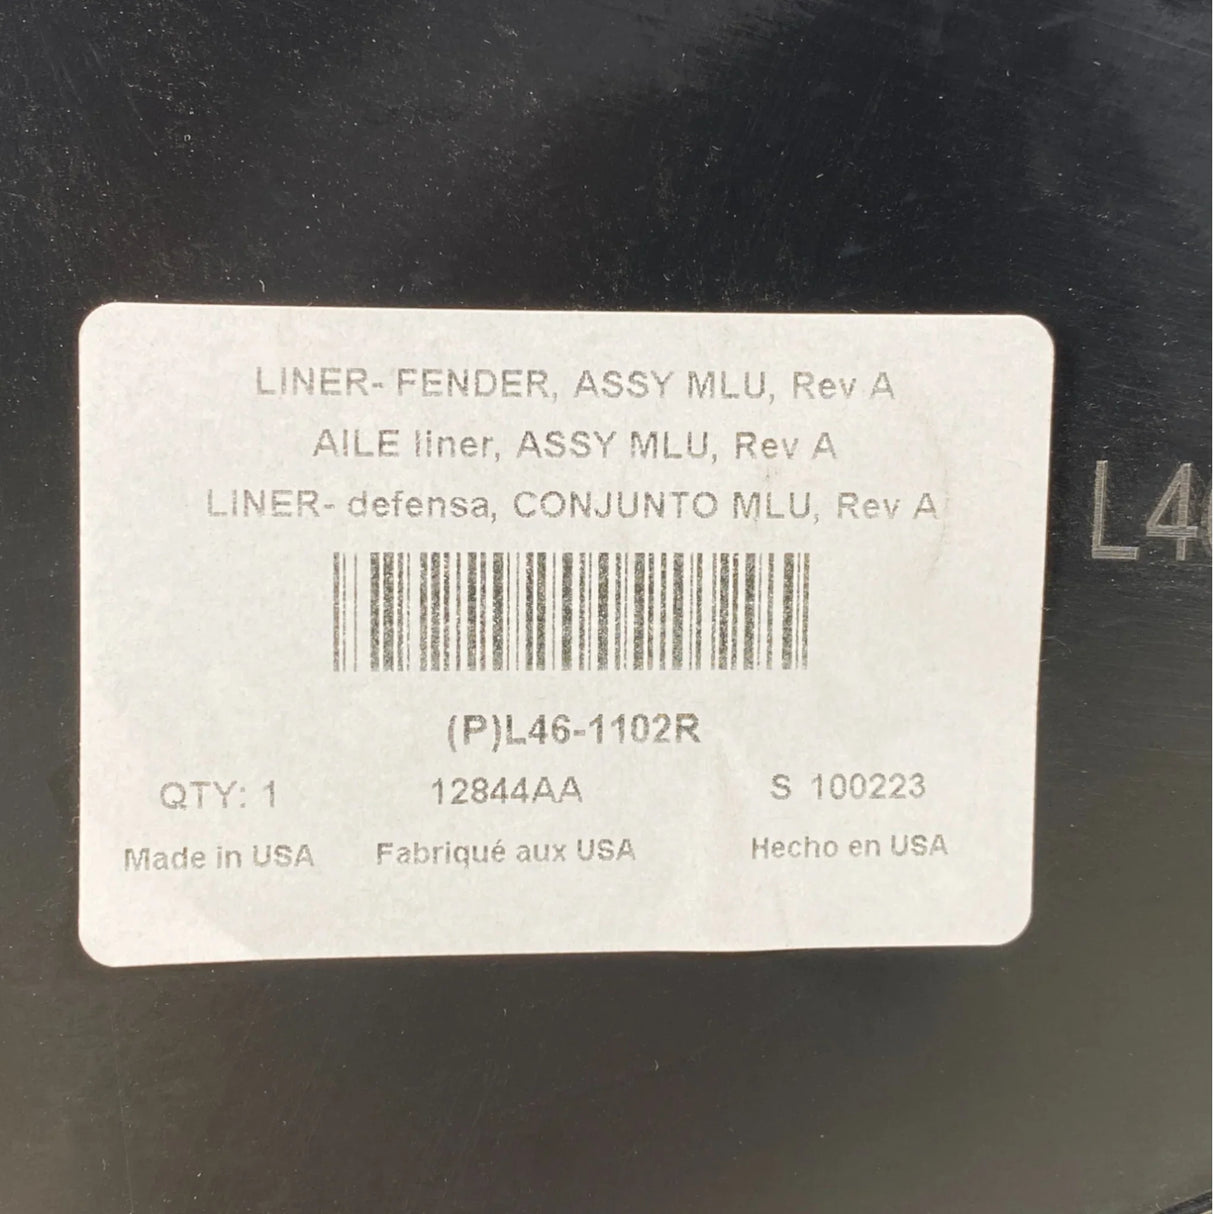 LINER- FENDER, ASSY MLU, Rev A
AILE liner, ASSY MLU, Rev A
LINER- defensa, CONJUNTO MLU, Rev A
(P)L46-1102R
QTY: 1 12844AA S 100223
Made in USA Fabriqué aux USA Hecho en USA
L46